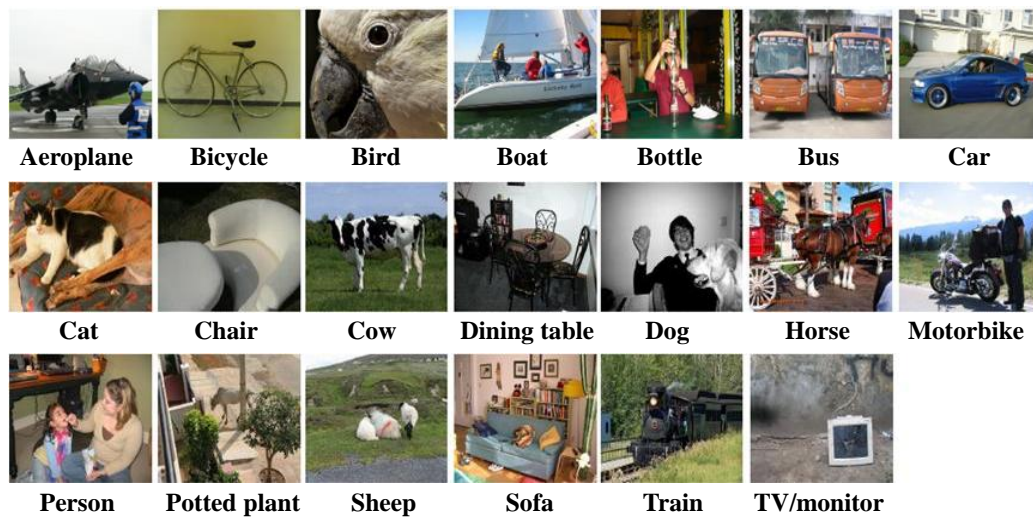 Aeroplane Bicycle Bird Boat Bottle Bus Car
Cat Chair Cow Dining table Dog Horse Motorbike
Person Potted plant Sheep Sofa Train TV/monitor